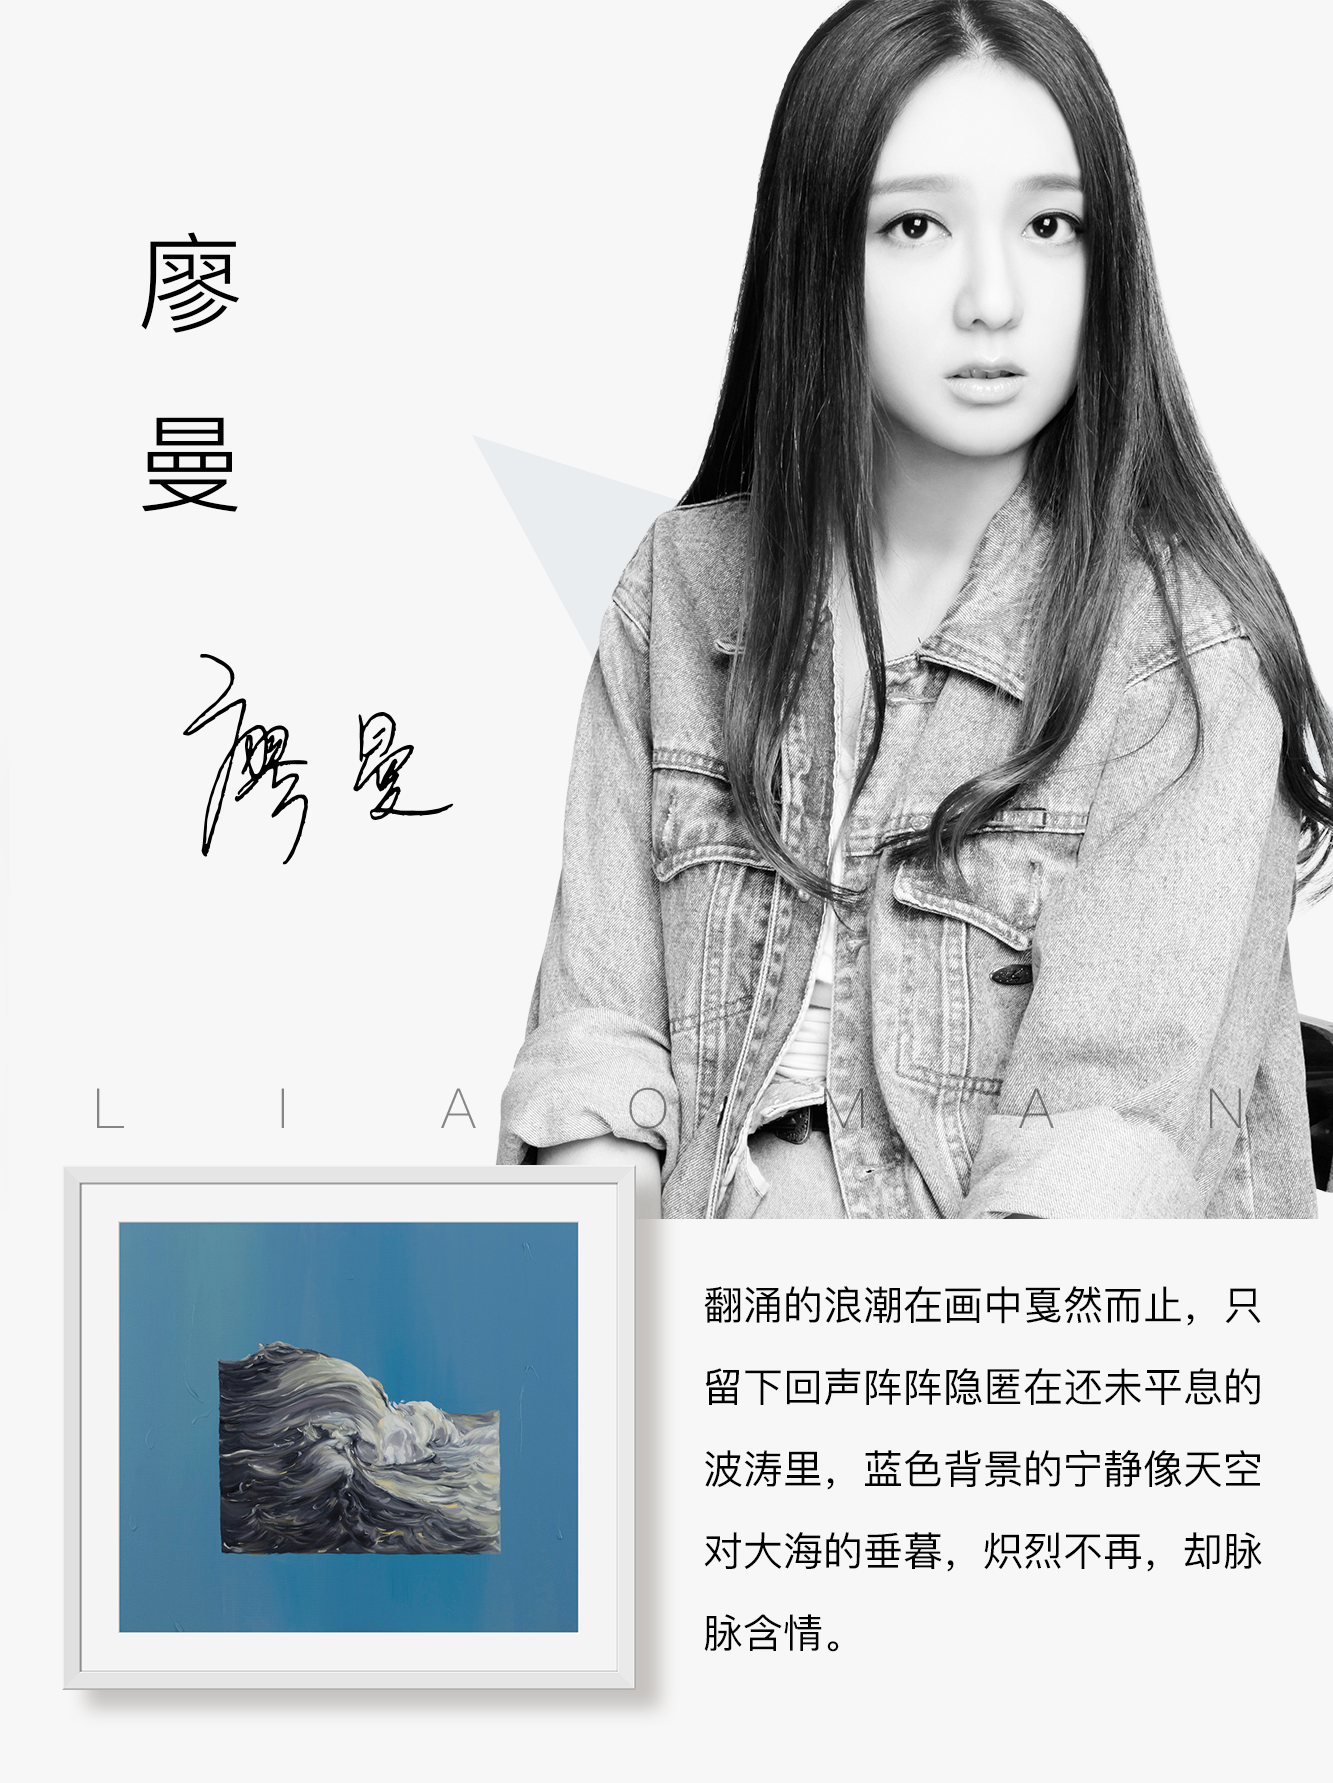 廖
曼
廖曼
LIAO MAN
翻涌的浪潮在画中戛然而止，只
留下回声阵阵隐匿在还未平息的
波涛里，蓝色背景的宁静像天空
对大海的垂暮，炽烈不再，却脉
脉含情。